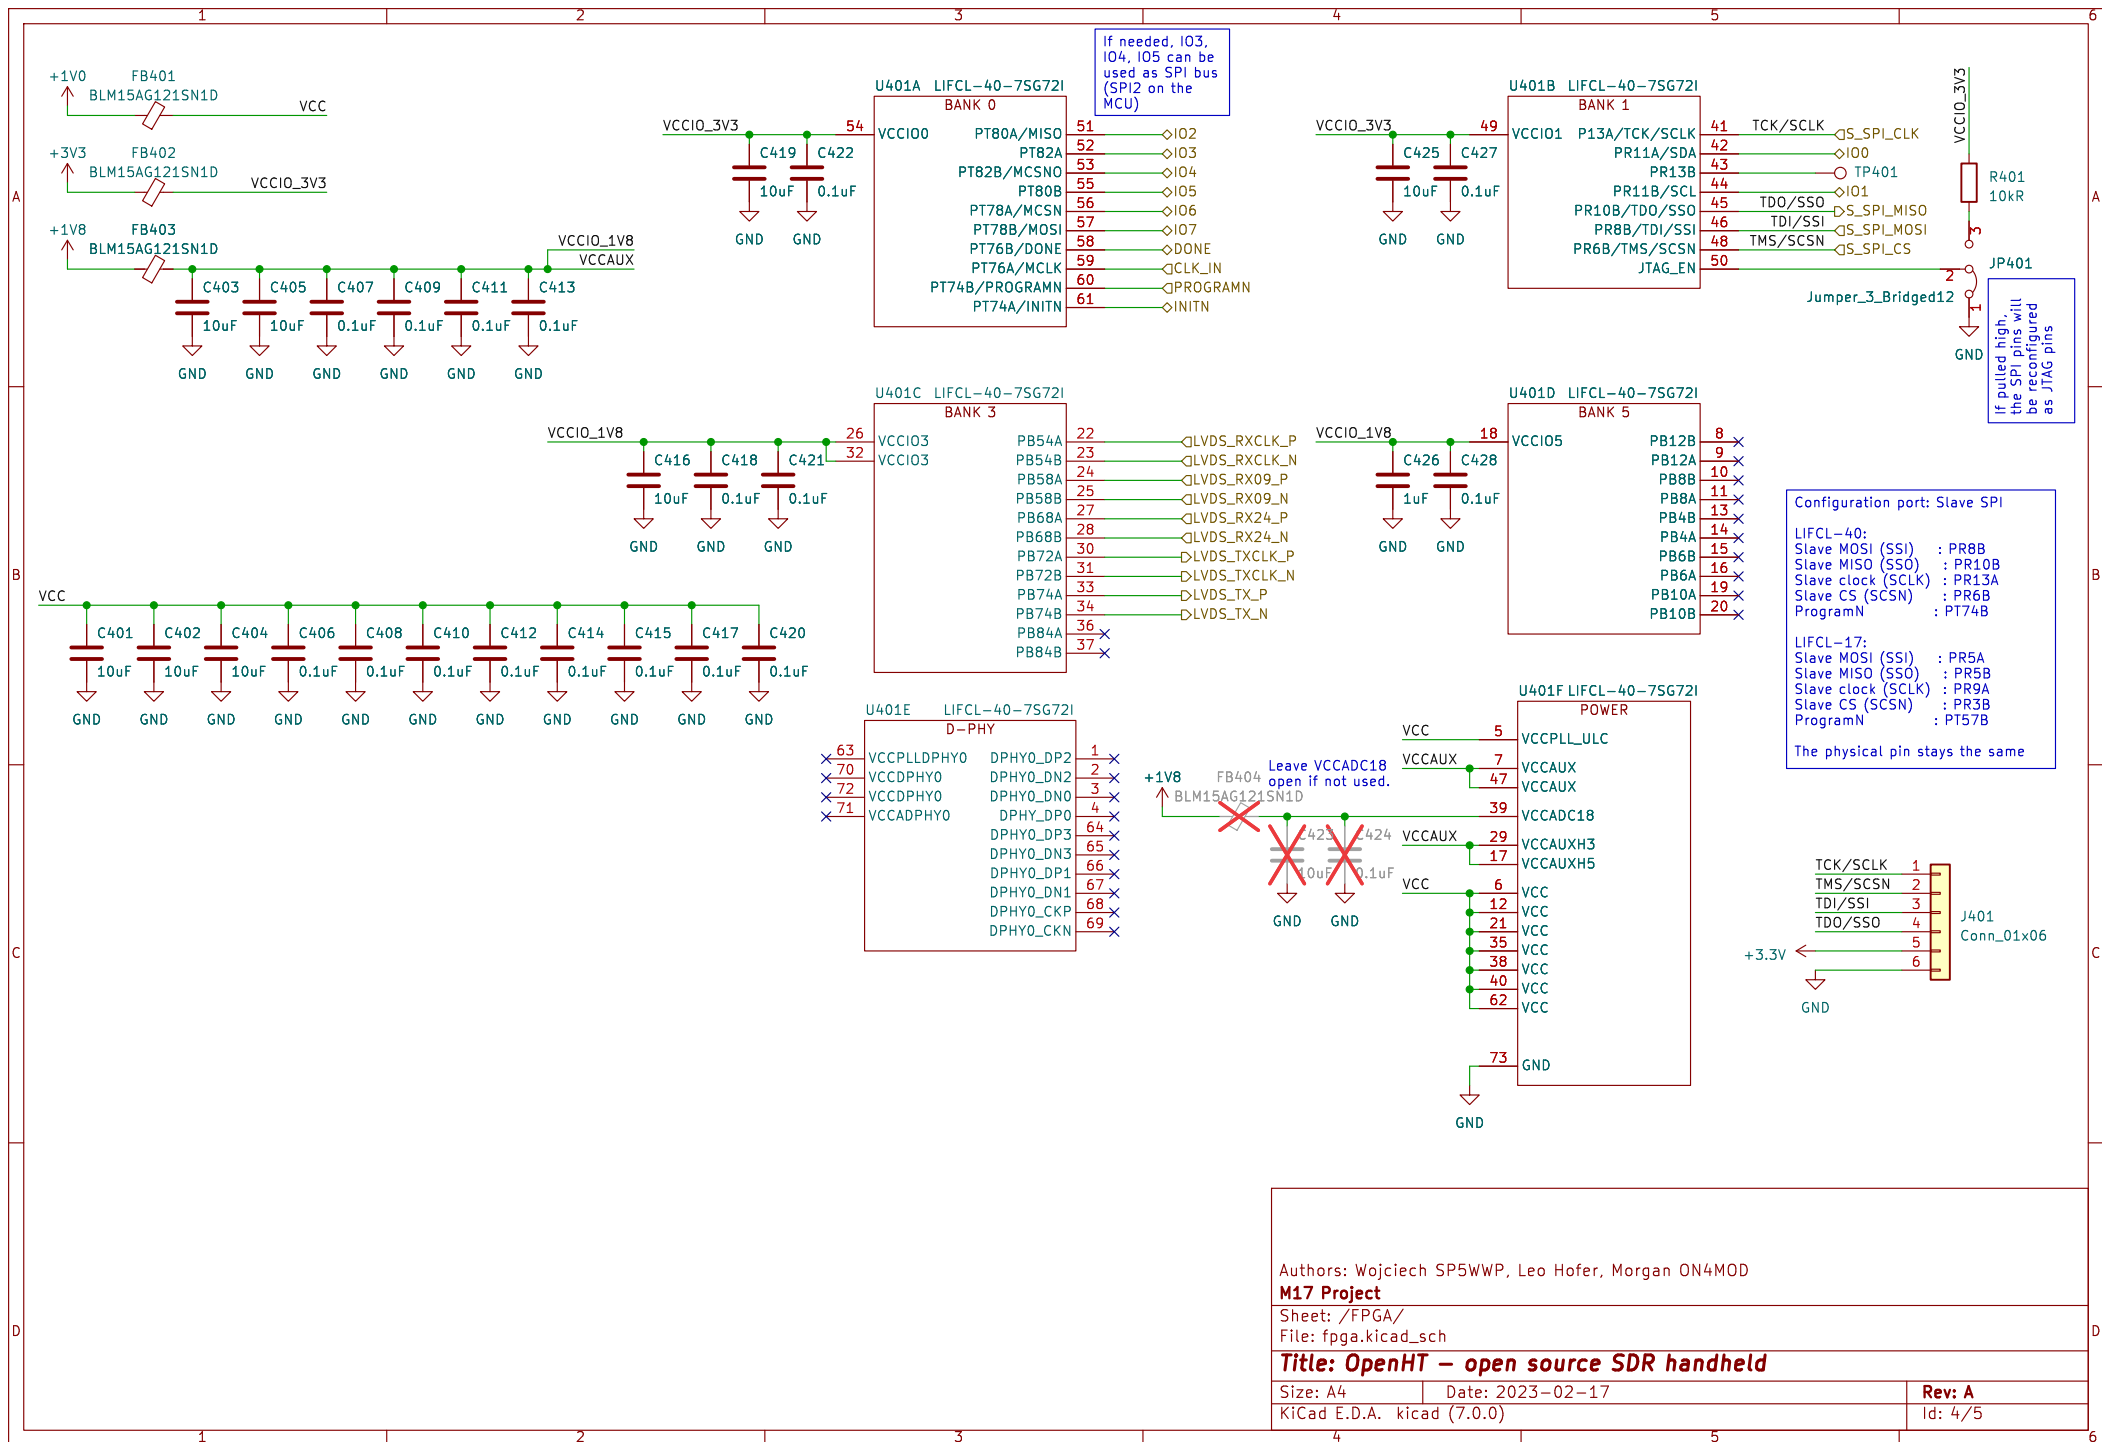 1 2 3 4 5 6
A
B
C
D
A
B
C
D
1 2 3 4 5 6
+1V0
FB401
BLM15AG121SN1D
VCC
+3V3
FB402
BLM15AG121SN1D
VCCIO_3V3
+1V8
FB403
BLM15AG121SN1D
VCCIO_1V8
VCCAUX
C403 C405 C407 C409 C411 C413
10uF 10uF 0.1uF 0.1uF 0.1uF 0.1uF
GND GND GND GND GND GND
If needed, IO3,
IO4, IO5 can be
used as SPI bus
(SPI2 on the
MCU)
U401A LIFCL-40-7SG72I
BANK 0
VCCIO_3V3
54 VCCIO0
C419 C422
10uF 0.1uF
GND GND
PT80A/MISO 51 IO2
PT82A 52 IO3
PT82B/MCSNO 53 IO4
PT80B 55 IO5
PT78A/MCSN 56 IO6
PT78B/MOSI 57 IO7
PT76B/DONE 58 DONE
PT76A/MCLK 59 CLK_IN
PT74B/PROGRAMN 60 PROGRAMN
PT74A/INITN 61 INITN
U401B LIFCL-40-7SG72I
BANK 1
VCCIO_3V3
49 VCCIO1
C425 C427
10uF 0.1uF
GND GND
P13A/TCK/SCLK 41 TCK/SCLK S_SPI_CLK
PR11A/SDA 42 IO0
PR13B 43 TP401
PR11B/SCL 44 IO1
PR10B/TDO/SSO 45 TDO/SSO S_SPI_MISO
PR8B/TDI/SSI 46 TDI/SSI S_SPI_MOSI
PR6B/TMS/SCSN 48 TMS/SCSN S_SPI_CS
JTAG_EN 50
VCCIO_3V3
R401
10kR
3
JP401
2
Jumper_3_Bridged12
1
GND
If pulled high,
the SPI pins will
be reconfigured
as JTAG pins
U401C LIFCL-40-7SG72I
BANK 3
VCCIO_1V8
26 VCCIO3
32 VCCIO3
C416 C418 C421
10uF 0.1uF 0.1uF
GND GND GND
PB54A 22 LVDS_RXCLK_P
PB54B 23 LVDS_RXCLK_N
PB58A 24 LVDS_RX09_P
PB58B 25 LVDS_RX09_N
PB68A 27 LVDS_RX24_P
PB68B 28 LVDS_RX24_N
PB72A 30 LVDS_TXCLK_P
PB72B 31 LVDS_TXCLK_N
PB74A 33 LVDS_TX_P
PB74B 34 LVDS_TX_N
PB84A 36
PB84B 37
U401D LIFCL-40-7SG72I
BANK 5
VCCIO_1V8
18 VCCIO5
C426 C428
1uF 0.1uF
GND GND
PB12B 8
PB12A 9
PB8B 10
PB8A 11
PB4B 13
PB4A 14
PB6B 15
PB6A 16
PB10A 19
PB10B 20
Configuration port: Slave SPI
LIFCL-40:
Slave MOSI (SSI) : PR8B
Slave MISO (SSO) : PR10B
Slave clock (SCLK) : PR13A
Slave CS (SCSN) : PR6B
ProgramN : PT74B
LIFCL-17:
Slave MOSI (SSI) : PR5A
Slave MISO (SSO) : PR5B
Slave clock (SCLK) : PR9A
Slave CS (SCSN) : PR3B
ProgramN : PT57B
The physical pin stays the same
VCC
C401 C402 C404 C406 C408 C410 C412 C414 C415 C417 C420
10uF 10uF 10uF 0.1uF 0.1uF 0.1uF 0.1uF 0.1uF 0.1uF 0.1uF 0.1uF
GND GND GND GND GND GND GND GND GND GND GND
U401E LIFCL-40-7SG72I
D-PHY
63 VCCPLLDPHY0
70 VCCDPHY0
72 VCCDPHY0
71 VCCADPHY0
DPHY0_DP2 1
DPHY0_DN2 2
DPHY0_DN0 3
DPHY_DP0 4
DPHY0_DP3 64
DPHY0_DN3 65
DPHY0_DP1 66
DPHY0_DN1 67
DPHY0_CKP 68
DPHY0_CKN 69
+1V8
FB404
BLM15AG121SN1D
Leave VCCADC18
open if not used.
C423 C424
10uF 0.1uF
GND GND
U401F LIFCL-40-7SG72I
POWER
VCC 5 VCCPLL_ULC
VCCAUX 7 VCCAUX
47 VCCAUX
39 VCCADC18
VCCAUX 29 VCCAUXH3
17 VCCAUXH5
VCC 6 VCC
12 VCC
21 VCC
35 VCC
38 VCC
40 VCC
62 VCC
73 GND
GND
TCK/SCLK 1
TMS/SCSN 2
TDI/SSI 3
TDO/SSO 4
+3.3V 5
6
GND
J401
Conn_01x06
Authors: Wojciech SP5WWP, Leo Hofer, Morgan ON4MOD
M17 Project
Sheet: /FPGA/
File: fpga.kicad_sch
Title: OpenHT – open source SDR handheld
Size: A4 Date: 2023-02-17 Rev: A
KiCad E.D.A. kicad (7.0.0) Id: 4/5